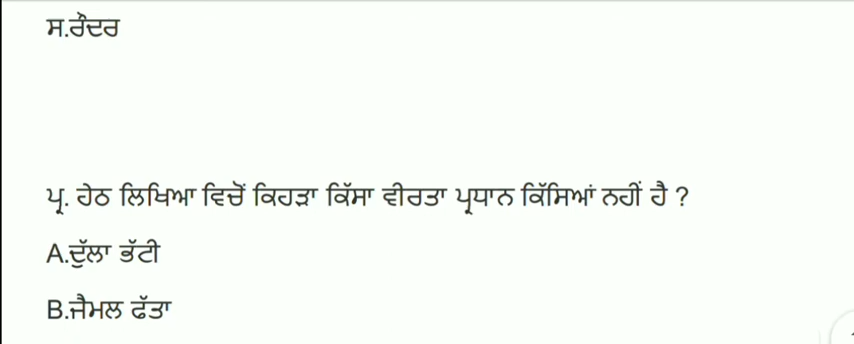 ਸ.ਰੌਦਰ
ਪ੍ਰ. ਹੇਠ ਲਿਖਿਆ ਵਿਚੋਂ ਕਿਹੜਾ ਕਿੱਸਾ ਵੀਰਤਾ ਪ੍ਰਧਾਨ ਕਿੱਸਿਆਂ ਨਹੀਂ ਹੈ ?
A.ਦੁੱਲਾ ਭੱਟੀ
B.ਜੈਮਲ ਫੱਤਾ